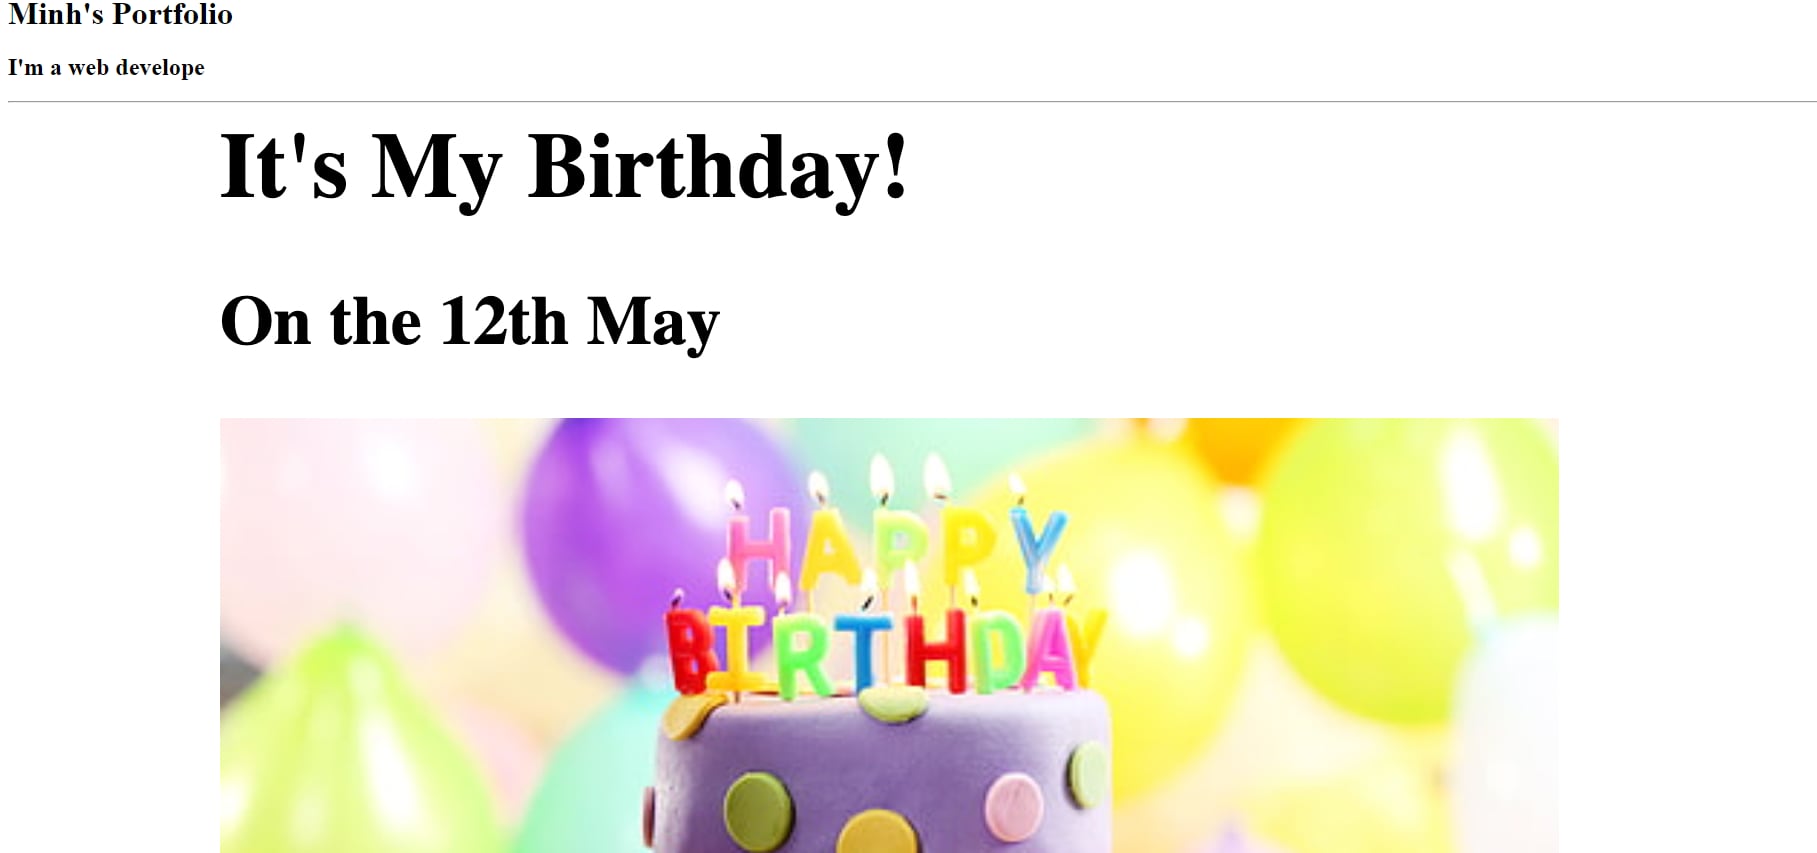 Minh's Portfolio
I'm a web develope
It's My Birthday!
On the 12th May
HAPPY
BIRTHDAY